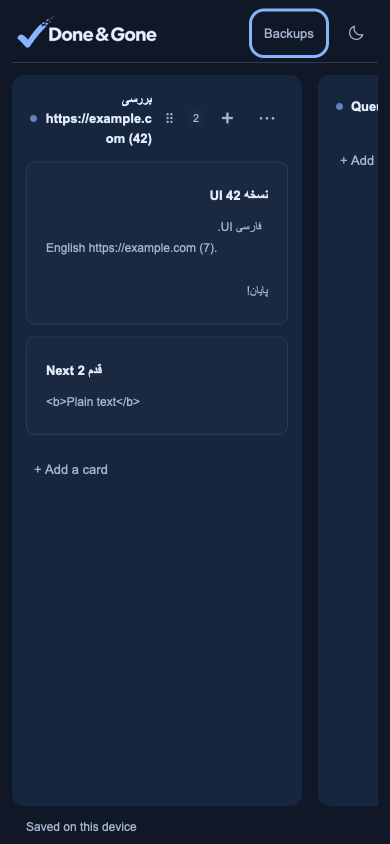 Done & Gone
Backups
بررسی
https://example.c
om (42)
2
نسخه 42 UI
فارسی UI.
English https://example.com (7).
پایان!
Next 2 قدم
<b>Plain text</b>
+ Add a card
+ Add
Saved on this device